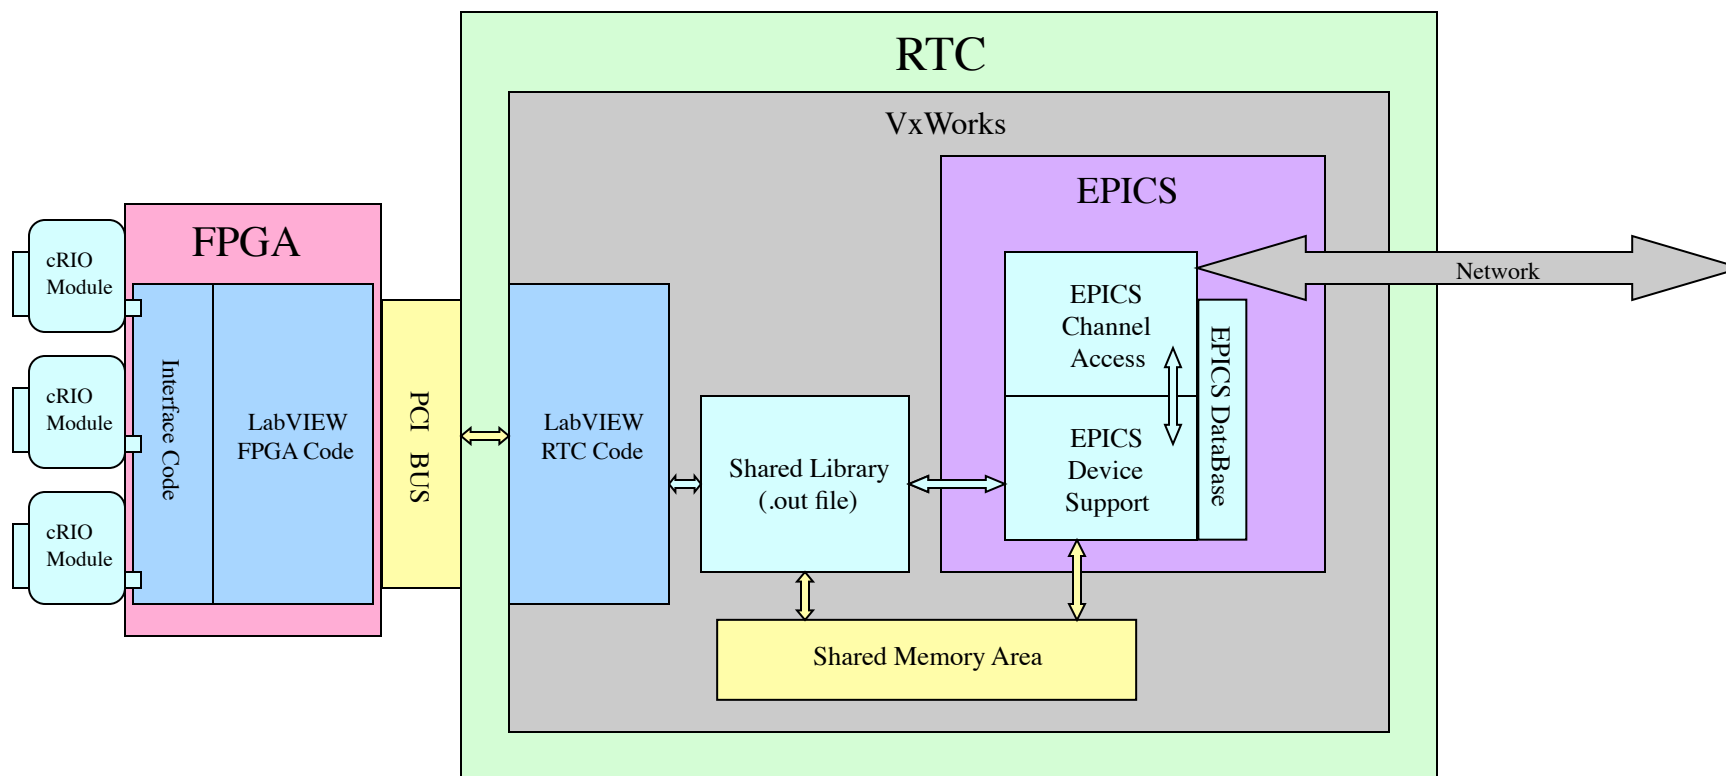 RTC
VxWorks
EPICS
FPGA
cRIO
Module
cRIO
Module
cRIO
Module
Interface Code
LabVIEW
FPGA Code
PCI BUS
LabVIEW
RTC Code
Shared Library
(.out file)
EPICS
Channel
Access
EPICS
Device
Support
EPICS DataBase
Network
Shared Memory Area